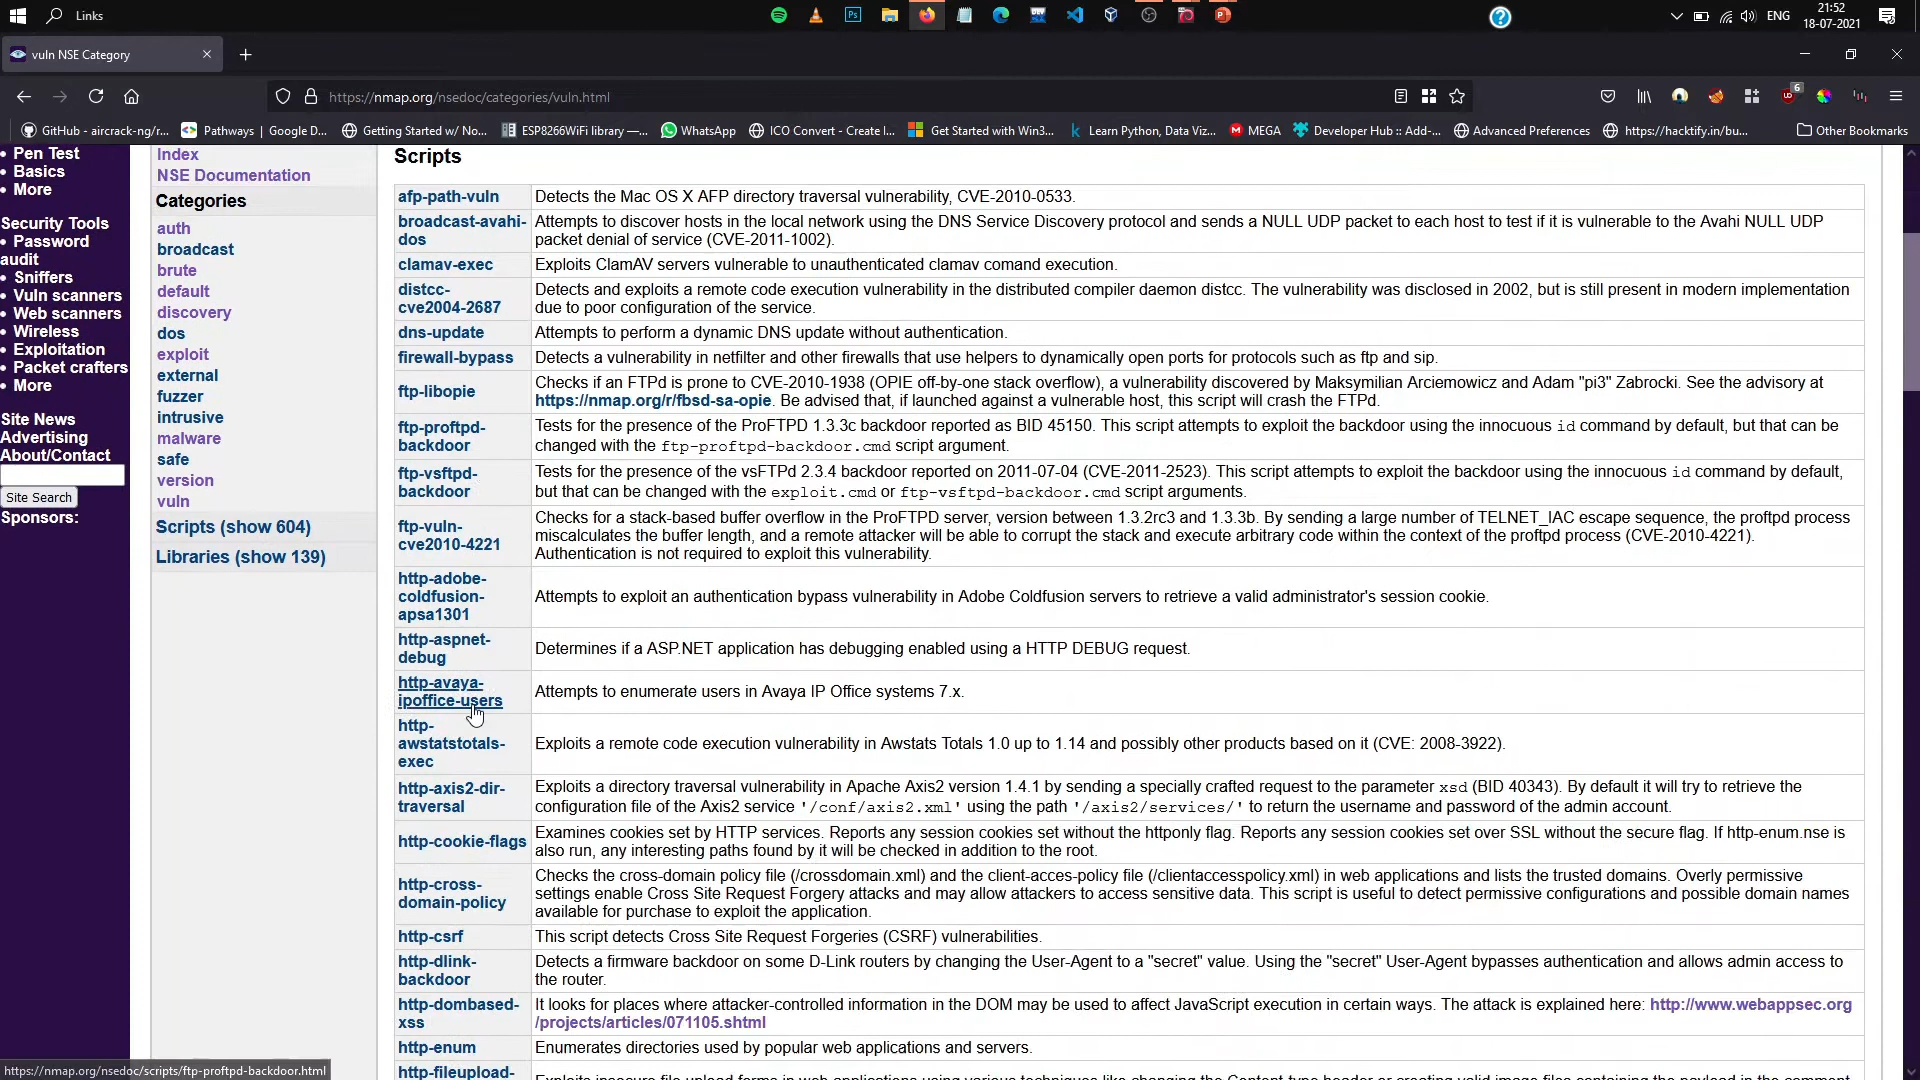 Links
ENG
21:52
18-07-2021
vuln NSE Category
https://nmap.org/nsedoc/categories/vuln.html
6
GitHub - aircrack-ng/r...
Pathways | Google D...
Getting Started w/ No...
ESP8266WiFi library —...
WhatsApp
ICO Convert - Create I...
Get Started with Win3...
Learn Python, Data Viz...
MEGA
Developer Hub :: Add-...
Advanced Preferences
https://hacktify.in/bu...
Other Bookmarks
• Pen Test
• Basics
• More
Security Tools
• Password
audit
• Sniffers
• Vuln scanners
• Web scanners
• Wireless
• Exploitation
• Packet crafters
• More
Site News
Advertising
About/Contact
Site Search
Sponsors:
Index
NSE Documentation
Categories
auth
broadcast
brute
default
discovery
dos
exploit
external
fuzzer
intrusive
malware
safe
version
vuln
Scripts (show 604)
Libraries (show 139)
Scripts
afp-path-vuln
Detects the Mac OS X AFP directory traversal vulnerability, CVE-2010-0533.
broadcast-avahi-
dos
Attempts to discover hosts in the local network using the DNS Service Discovery protocol and sends a NULL UDP packet to each host to test if it is vulnerable to the Avahi NULL UDP
packet denial of service (CVE-2011-1002).
clamav-exec
Exploits ClamAV servers vulnerable to unauthenticated clamav comand execution.
distcc-
cve2004-2687
Detects and exploits a remote code execution vulnerability in the distributed compiler daemon distcc. The vulnerability was disclosed in 2002, but is still present in modern implementation
due to poor configuration of the service.
dns-update
Attempts to perform a dynamic DNS update without authentication.
firewall-bypass
Detects a vulnerability in netfilter and other firewalls that use helpers to dynamically open ports for protocols such as ftp and sip.
ftp-libopie
Checks if an FTPd is prone to CVE-2010-1938 (OPIE off-by-one stack overflow), a vulnerability discovered by Maksymilian Arciemowicz and Adam "pi3" Zabrocki. See the advisory at
https://nmap.org/r/fbsd-sa-opie. Be advised that, if launched against a vulnerable host, this script will crash the FTPd.
ftp-proftpd-
backdoor
Tests for the presence of the ProFTPD 1.3.3c backdoor reported as BID 45150. This script attempts to exploit the backdoor using the innocuous id command by default, but that can be
changed with the ftp-proftpd-backdoor.cmd script argument.
ftp-vsftpd-
backdoor
Tests for the presence of the vsFTPd 2.3.4 backdoor reported on 2011-07-04 (CVE-2011-2523). This script attempts to exploit the backdoor using the innocuous id command by default,
but that can be changed with the exploit.cmd or ftp-vsftpd-backdoor.cmd script arguments.
ftp-vuln-
cve2010-4221
Checks for a stack-based buffer overflow in the ProFTPD server, version between 1.3.2rc3 and 1.3.3b. By sending a large number of TELNET_IAC escape sequence, the proftpd process
miscalculates the buffer length, and a remote attacker will be able to corrupt the stack and execute arbitrary code within the context of the proftpd process (CVE-2010-4221).
Authentication is not required to exploit this vulnerability.
http-adobe-
coldfusion-
apsa1301
Attempts to exploit an authentication bypass vulnerability in Adobe Coldfusion servers to retrieve a valid administrator's session cookie.
http-aspnet-
debug
Determines if a ASP.NET application has debugging enabled using a HTTP DEBUG request.
http-avaya-
ipoffice-users
Attempts to enumerate users in Avaya IP Office systems 7.x.
http-
awstatstotals-
exec
Exploits a remote code execution vulnerability in Awstats Totals 1.0 up to 1.14 and possibly other products based on it (CVE: 2008-3922).
http-axis2-dir-
traversal
Exploits a directory traversal vulnerability in Apache Axis2 version 1.4.1 by sending a specially crafted request to the parameter xsd (BID 40343). By default it will try to retrieve the
configuration file of the Axis2 service '/conf/axis2.xml' using the path '/axis2/services/' to return the username and password of the admin account.
http-cookie-flags
Examines cookies set by HTTP services. Reports any session cookies set without the httponly flag. Reports any session cookies set over SSL without the secure flag. If http-enum.nse is
also run, any interesting paths found by it will be checked in addition to the root.
http-cross-
domain-policy
Checks the cross-domain policy file (/crossdomain.xml) and the client-acces-policy file (/clientaccesspolicy.xml) in web applications and lists the trusted domains. Overly permissive
settings enable Cross Site Request Forgery attacks and may allow attackers to access sensitive data. This script is useful to detect permissive configurations and possible domain names
available for purchase to exploit the application.
http-csrf
This script detects Cross Site Request Forgeries (CSRF) vulnerabilities.
http-dlink-
backdoor
Detects a firmware backdoor on some D-Link routers by changing the User-Agent to a "secret" value. Using the "secret" User-Agent bypasses authentication and allows admin access to
the router.
http-dombased-
xss
It looks for places where attacker-controlled information in the DOM may be used to affect JavaScript execution in certain ways. The attack is explained here: http://www.webappsec.org
/projects/articles/071105.shtml
http-enum
Enumerates directories used by popular web applications and servers.
http-fileupload-
Exploits insecure file upload forms in web applications using various techniques like changing the Content-type header or creating valid image files containing the payload in the comment
https://nmap.org/nsedoc/scripts/ftp-proftpd-backdoor.html